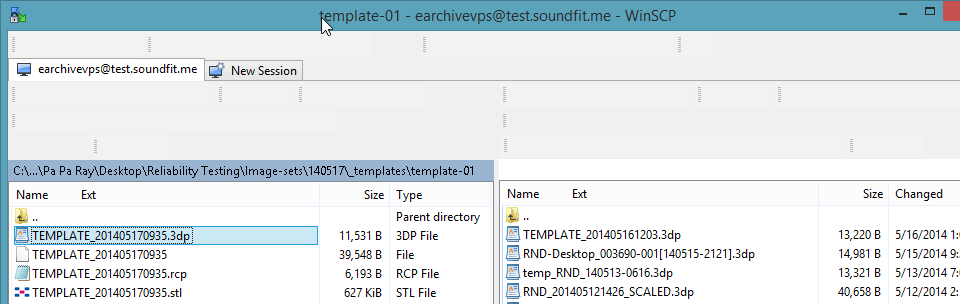 template-01 - earchivevps@test.soundfit.me - WinSCP
earchivevps@test.soundfit.me New Session
C:\...\Pa Pa Ray\Desktop\Reliability Testing\Image-sets\140517\_templates\template-01
Name Ext Size Type
.. Parent directory
TEMPLATE_201405170935.3dp 11,531 B 3DP File
TEMPLATE_201405170935 39,548 B File
TEMPLATE_201405170935.rcp 6,193 B RCP File
TEMPLATE_201405170935.stl 627 KiB STL File
Name Ext Size Changed
..
TEMPLATE_201405161203.3dp 13,220 B 5/16/2014 1:
RND-Desktop_003690-001[140515-2121].3dp 14,981 B 5/15/2014 9:
temp_RND_140513-0616.3dp 13,321 B 5/13/2014 7:
RND_201405121426_SCALED.3dp 40,658 B 5/12/2014 2: